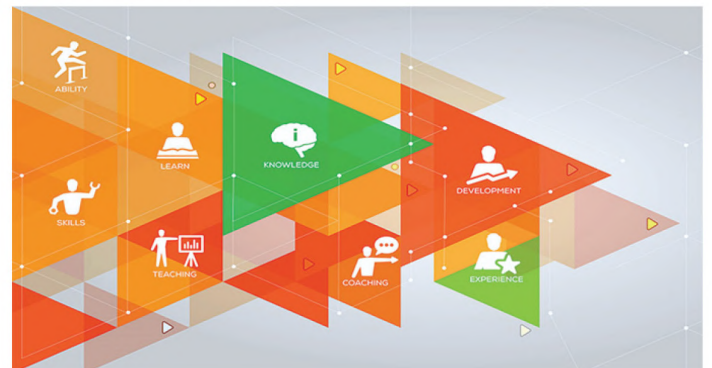 ABILITY
LEARN
KNOWLEDGE
DEVELOPMENT
SKILLS
TEACHING
COACHING
EXPERIENCE